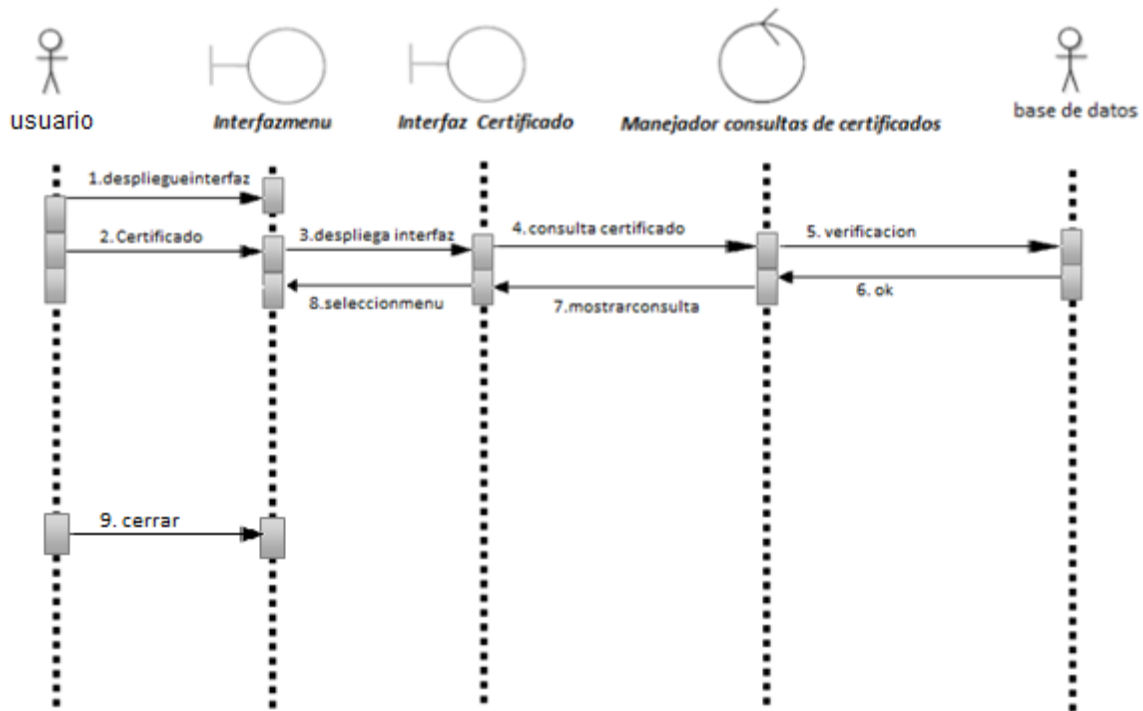 usuario
Interfazmenu
Interfaz Certificado
Manejador consultas de certificados
base de datos
1.despliegueinterfaz
2. Certificado
3.despliega interfaz
4. consulta certificado
5. verificacion
8.seleccionmenu
7.mostrarconsulta
6. ok
9. cerrar